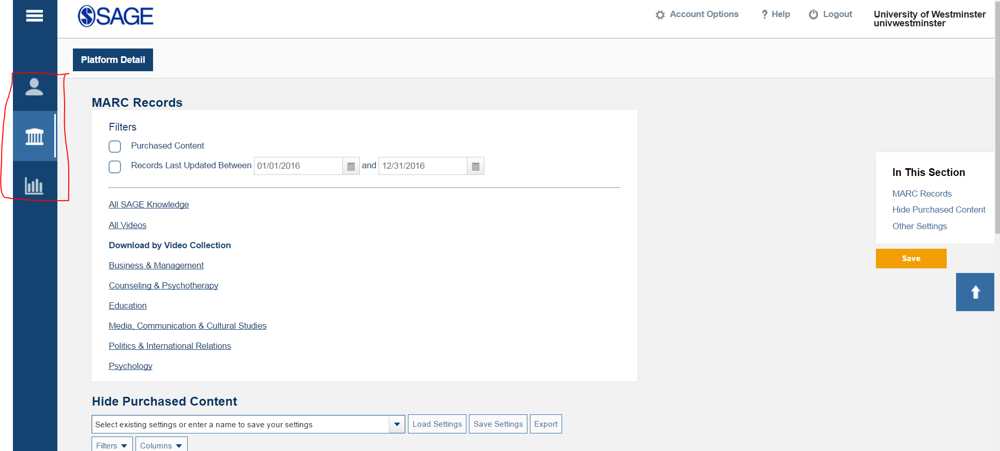 SAGE
Account Options
? Help
Logout
University of Westminster
univwestminster
Platform Detail
MARC Records
Filters
Purchased Content
Records Last Updated Between 01/01/2016 and 12/31/2016
All SAGE Knowledge
All Videos
Download by Video Collection
Business & Management
Counseling & Psychotherapy
Education
Media, Communication & Cultural Studies
Politics & International Relations
Psychology
In This Section
MARC Records
Hide Purchased Content
Other Settings
Save
Hide Purchased Content
Select existing settings or enter a name to save your settings
Load Settings
Save Settings
Export
Filters
Columns